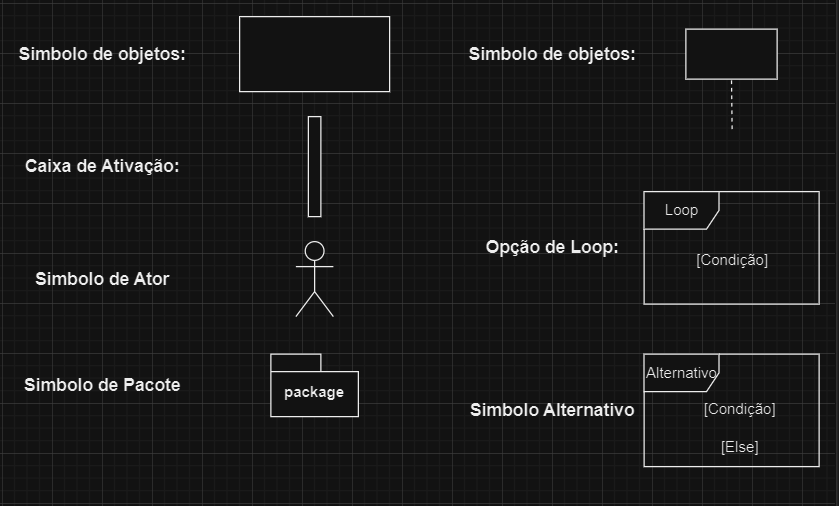 Simbolo de objetos:
Caixa de Ativação:
Simbolo de Ator
Simbolo de Pacote
package
Simbolo de objetos:
Opção de Loop:
Loop
[Condição]
Simbolo Alternativo
Alternativo
[Condição]
[Else]